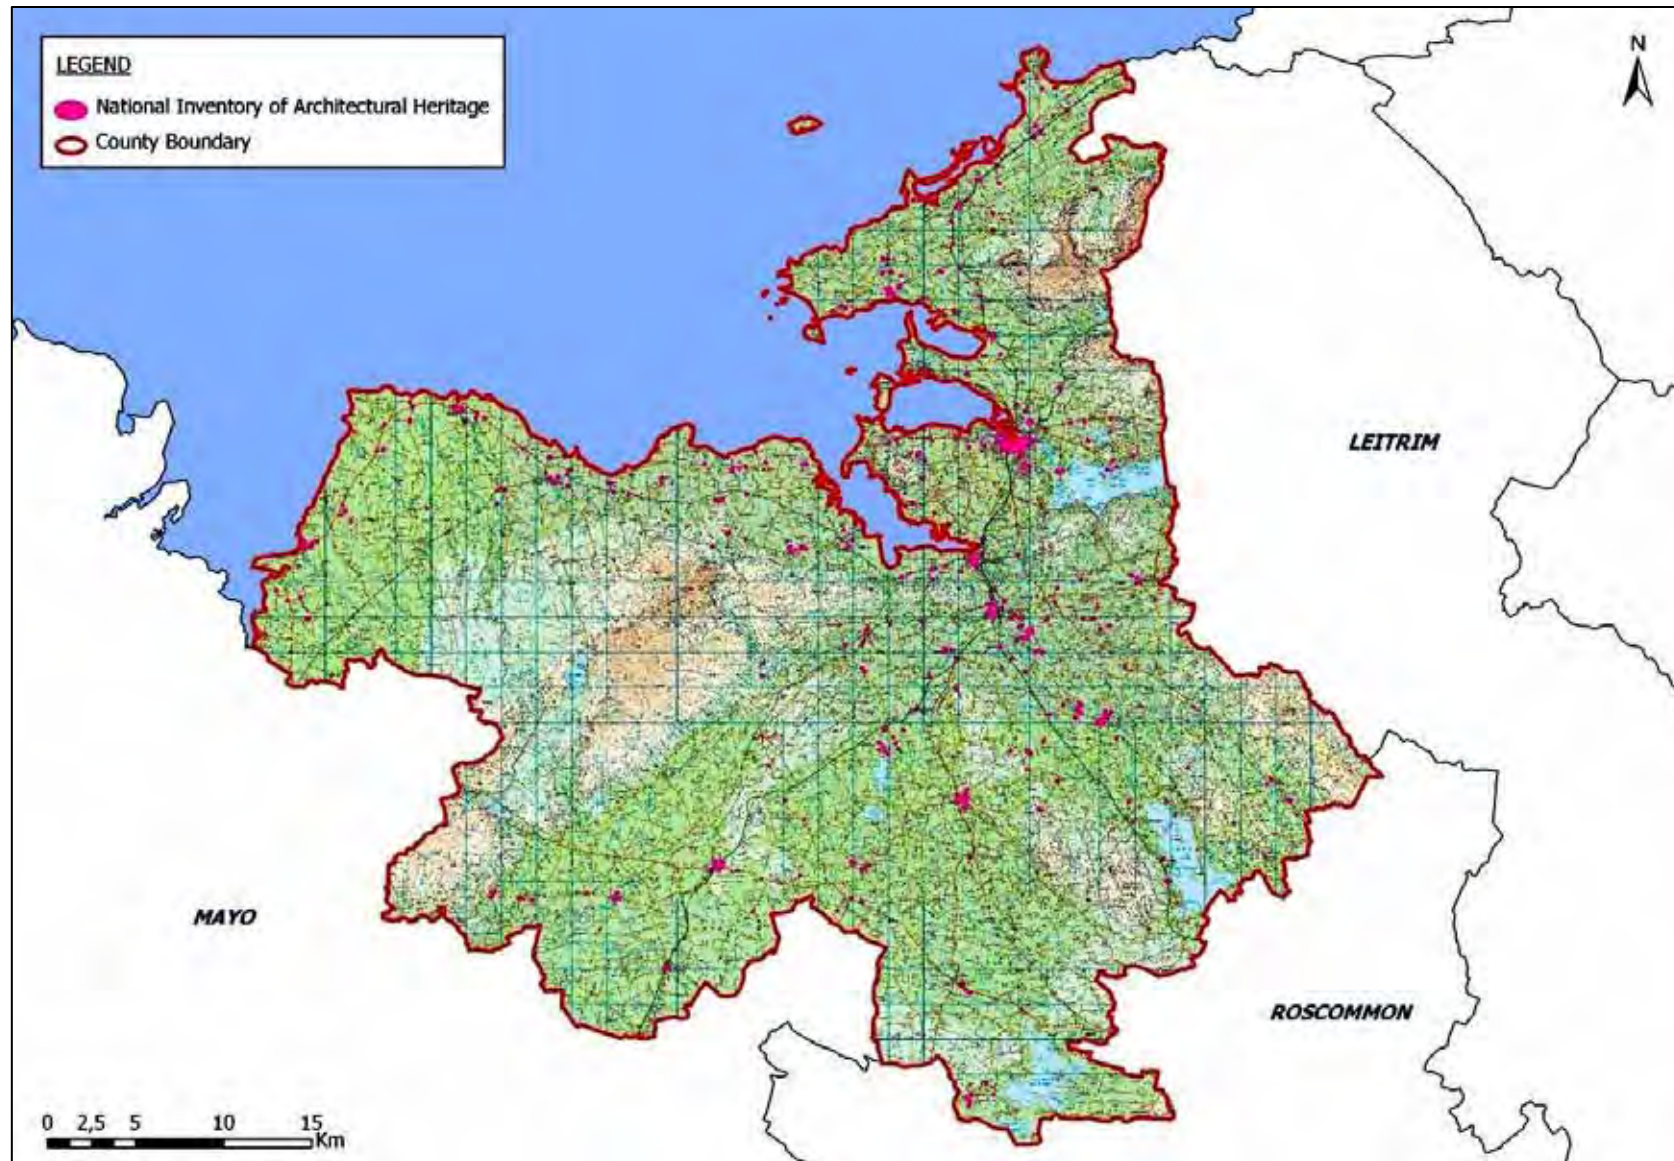 LEGEND
National Inventory of Architectural Heritage
County Boundary
N
LEITRIM
MAYO
ROSCOMMON
0 2,5 5 10 15
Km